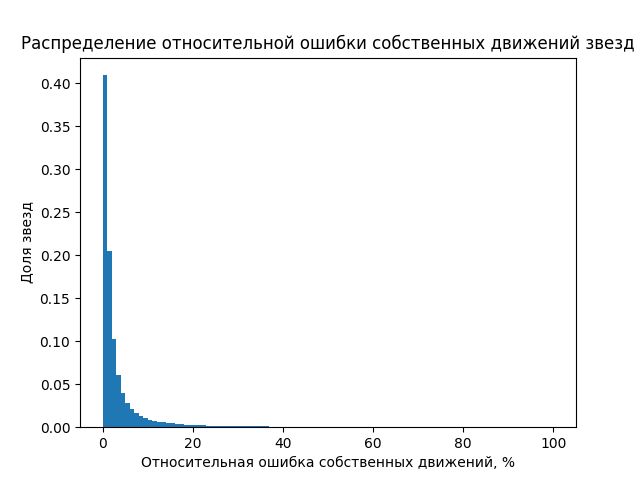 Распределение относительной ошибки собственных движений звезд
0.40
0.35
0.30
0.25
0.20
0.15
0.10
0.05
0.00
Доля звезд
0 20 40 60 80 100
Относительная ошибка собственных движений, %